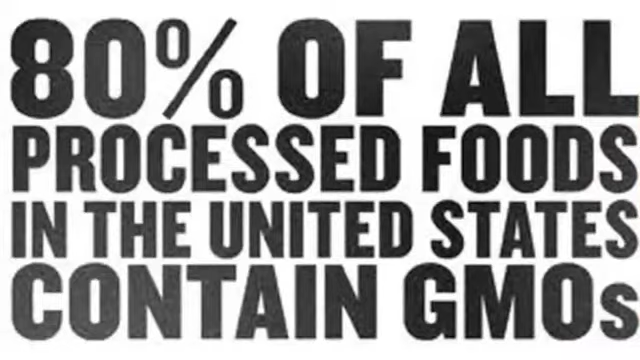 80% OF ALL
PROCESSED FOODS
IN THE UNITED STATES
CONTAIN GMOs